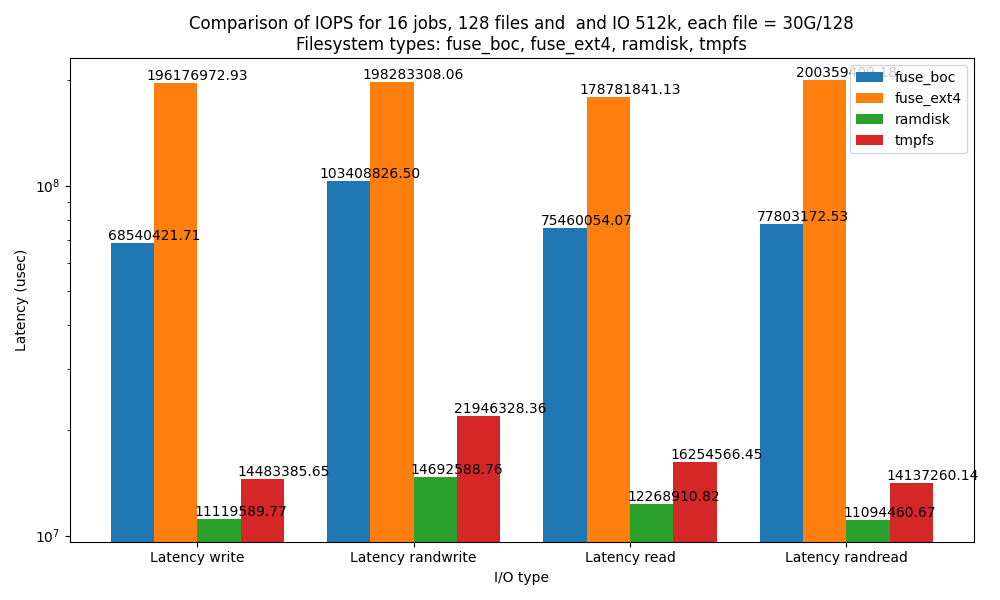 Comparison of IOPS for 16 jobs, 128 files and  and IO 512k, each file = 30G/128
Filesystem types: fuse_boc, fuse_ext4, ramdisk, tmpfs
Latency (usec)
10^8
10^7
196176972.93
198283308.06
178781841.13
68540421.71
103408826.50
75460054.07
77803172.53
14483385.65
21946328.36
16254566.45
14137260.14
11119589.77
14692588.76
12268910.82
11094460.67
fuse_boc
fuse_ext4
ramdisk
tmpfs
Latency write
Latency randwrite
Latency read
Latency randread
I/O type